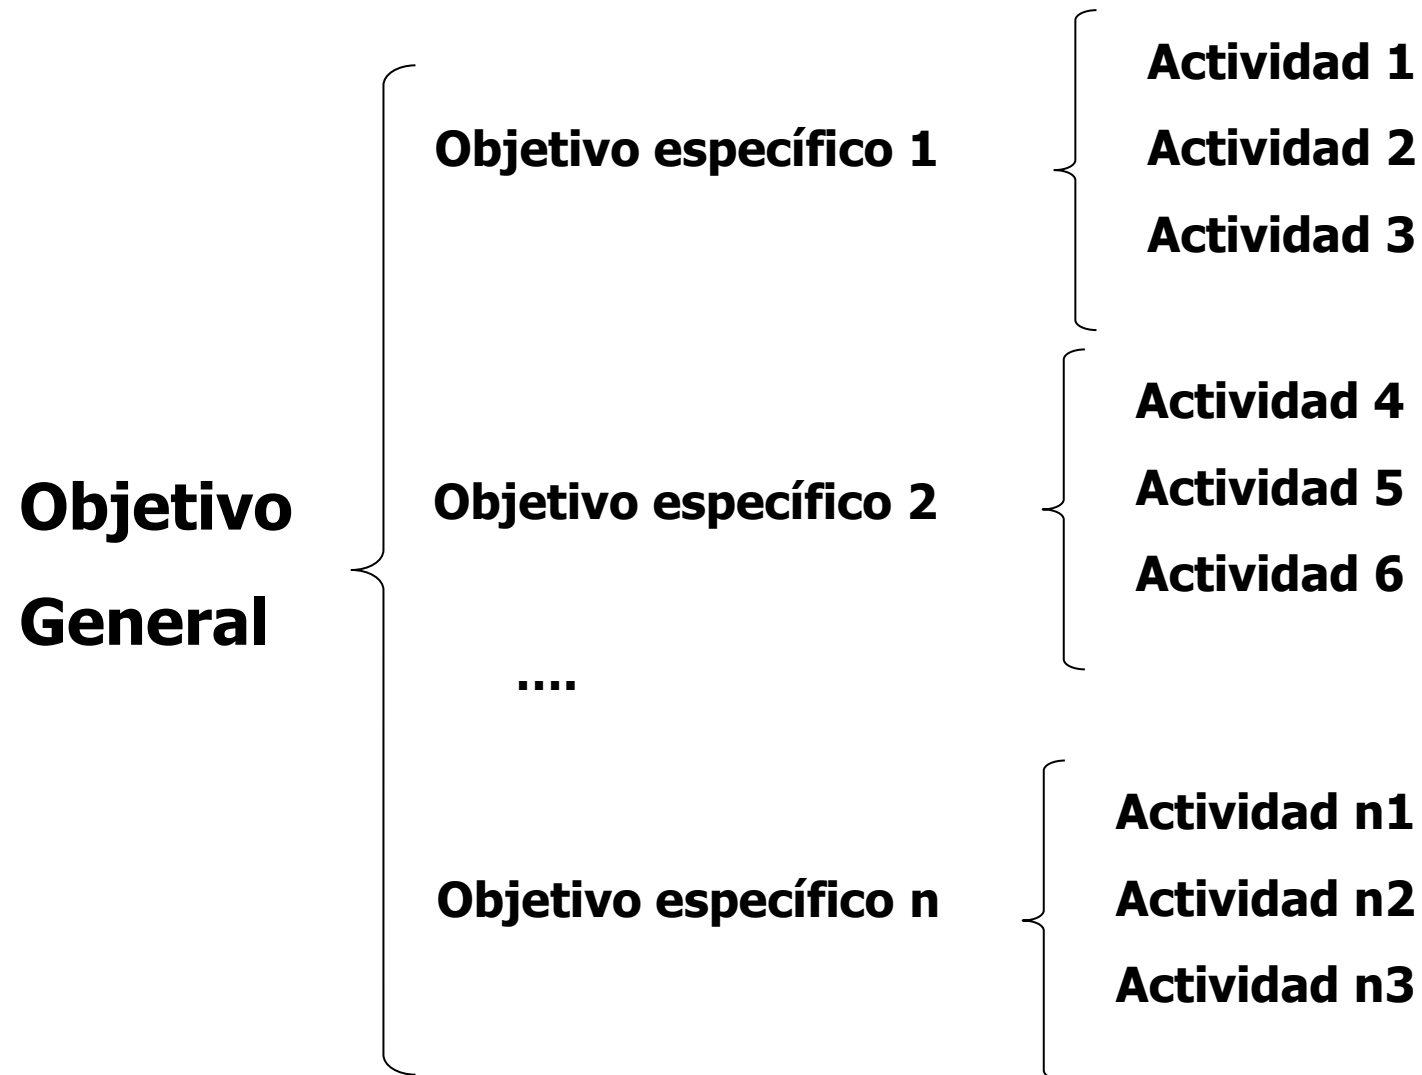 Objetivo
General
Objetivo específico 1
Actividad 1
Actividad 2
Actividad 3
Objetivo específico 2
Actividad 4
Actividad 5
Actividad 6
....
Objetivo específico n
Actividad n1
Actividad n2
Actividad n3